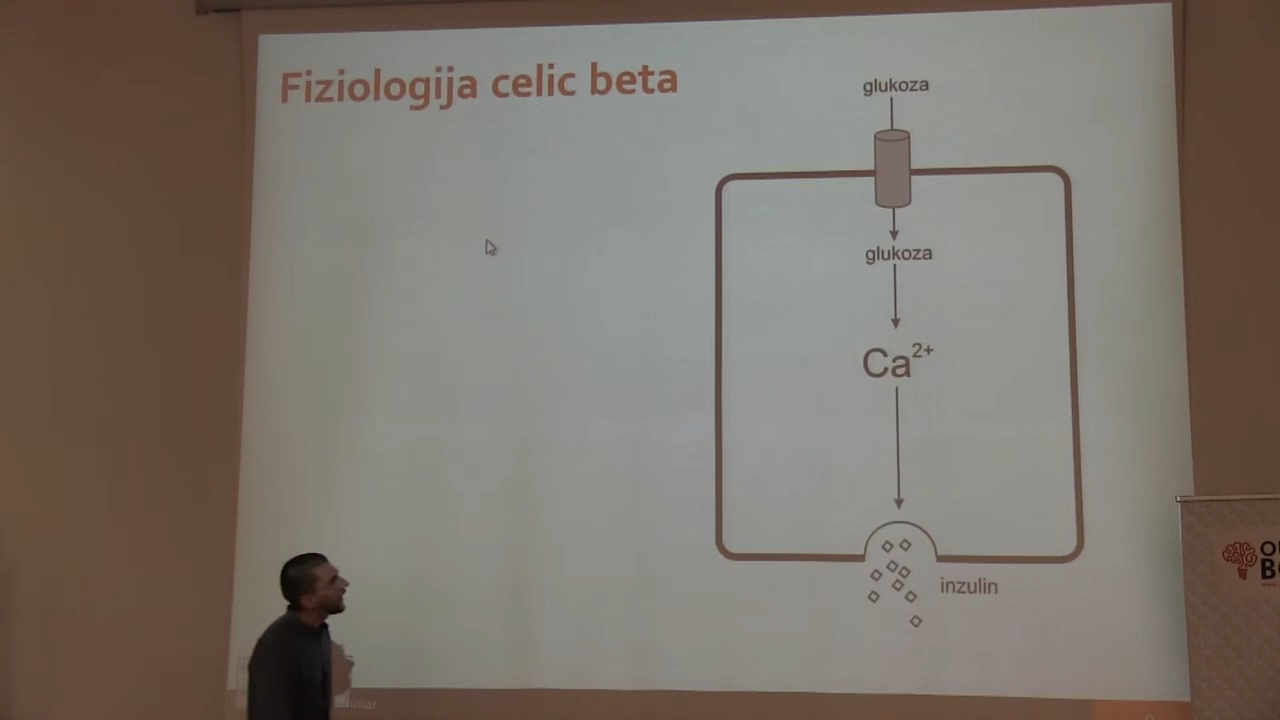 Fiziologija celic beta
glukoza
glukoza
Ca²⁺
inzulin